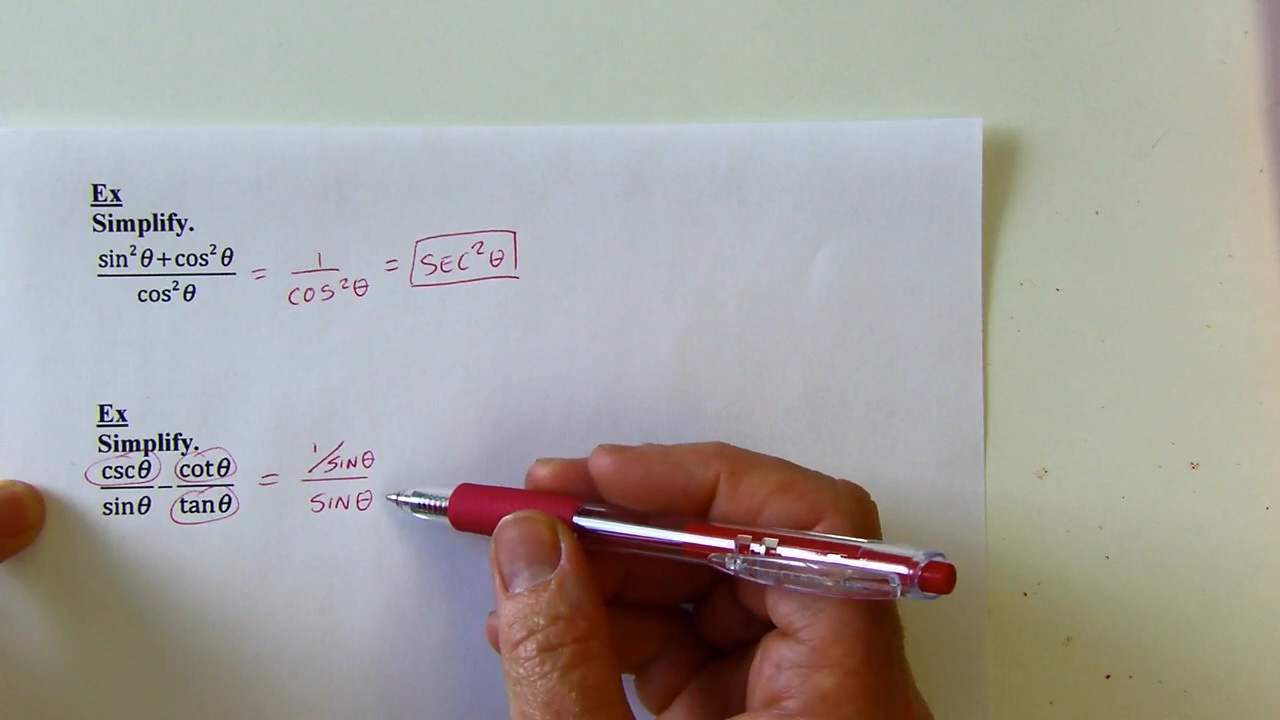 Ex
Simplify.
sin²θ+cos²θ / cos²θ = 1 / COS²θ = SEC²θ
Ex
Simplify.
cscθ / sinθ − cotθ / tanθ = 1/SINθ / SINθ